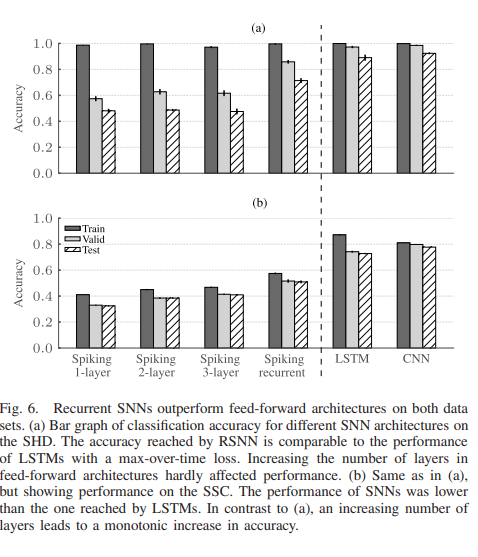 (a)
1.0
0.8
0.6
0.4
0.2
0.0
Accuracy
(b)
1.0
0.8
0.6
0.4
0.2
0.0
Accuracy
Train
Valid
Test
Spiking
1-layer
Spiking
2-layer
Spiking
3-layer
Spiking
recurrent
LSTM
CNN
Fig. 6. Recurrent SNNs outperform feed-forward architectures on both data
sets. (a) Bar graph of classification accuracy for different SNN architectures on
the SHD. The accuracy reached by RSNN is comparable to the performance
of LSTMs with a max-over-time loss. Increasing the number of layers in
feed-forward architectures hardly affected performance. (b) Same as in (a),
but showing performance on the SSC. The performance of SNNs was lower
than the one reached by LSTMs. In contrast to (a), an increasing number of
layers leads to a monotonic increase in accuracy.